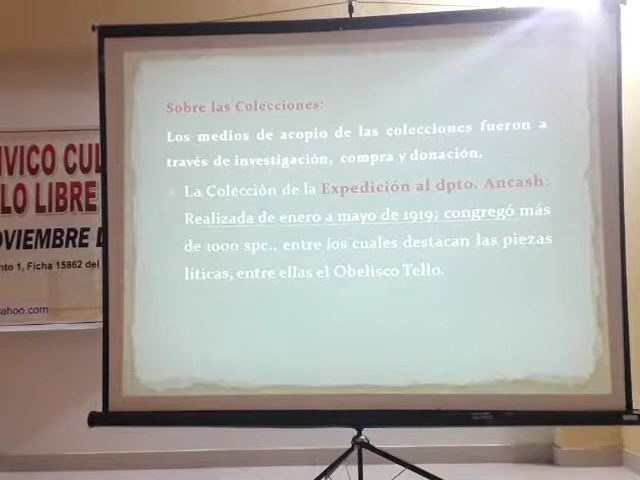 Sobre las Colecciones:
Los medios de acopio de las colecciones fueron a
través de investigación, compra y donación.
La Colección de la Expedición al dpto. Ancash:
Realizada de enero a mayo de 1919; congregó más
de 1000 spc., entre los cuales destacan las piezas
líticas, entre ellas el Obelisco Tello.
IVICO CUL
LO LIBRE
OVIEMBRE D
nto 1, Ficha 15862 del
ahoo.com